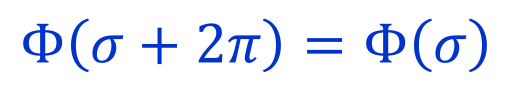 Φ(σ + 2π) = Φ(σ)